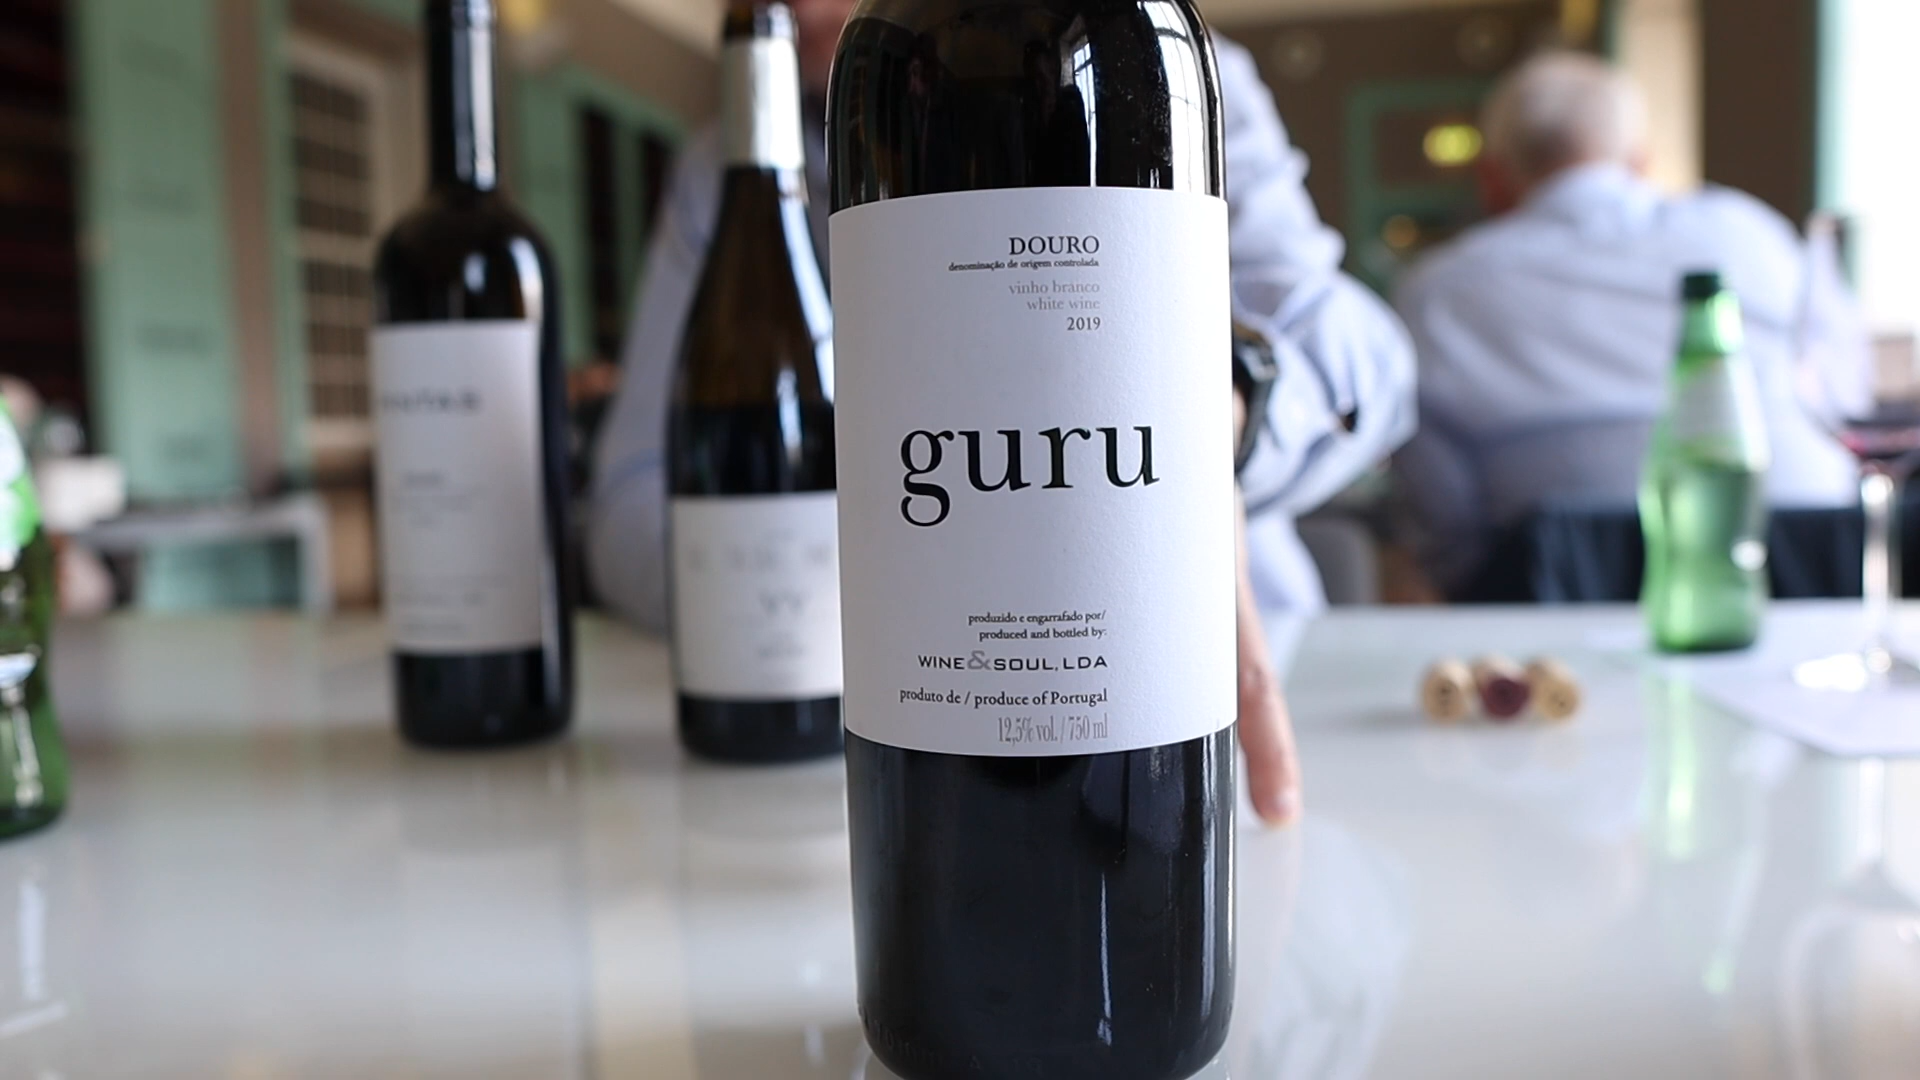 DOURO
denominação de origem controlada
vinho branco
white wine
2019
guru
produzido e engarrafado por/
produced and bottled by:
WINE&SOUL, LDA
produto de / produce of Portugal
12,5% vol. / 750 ml